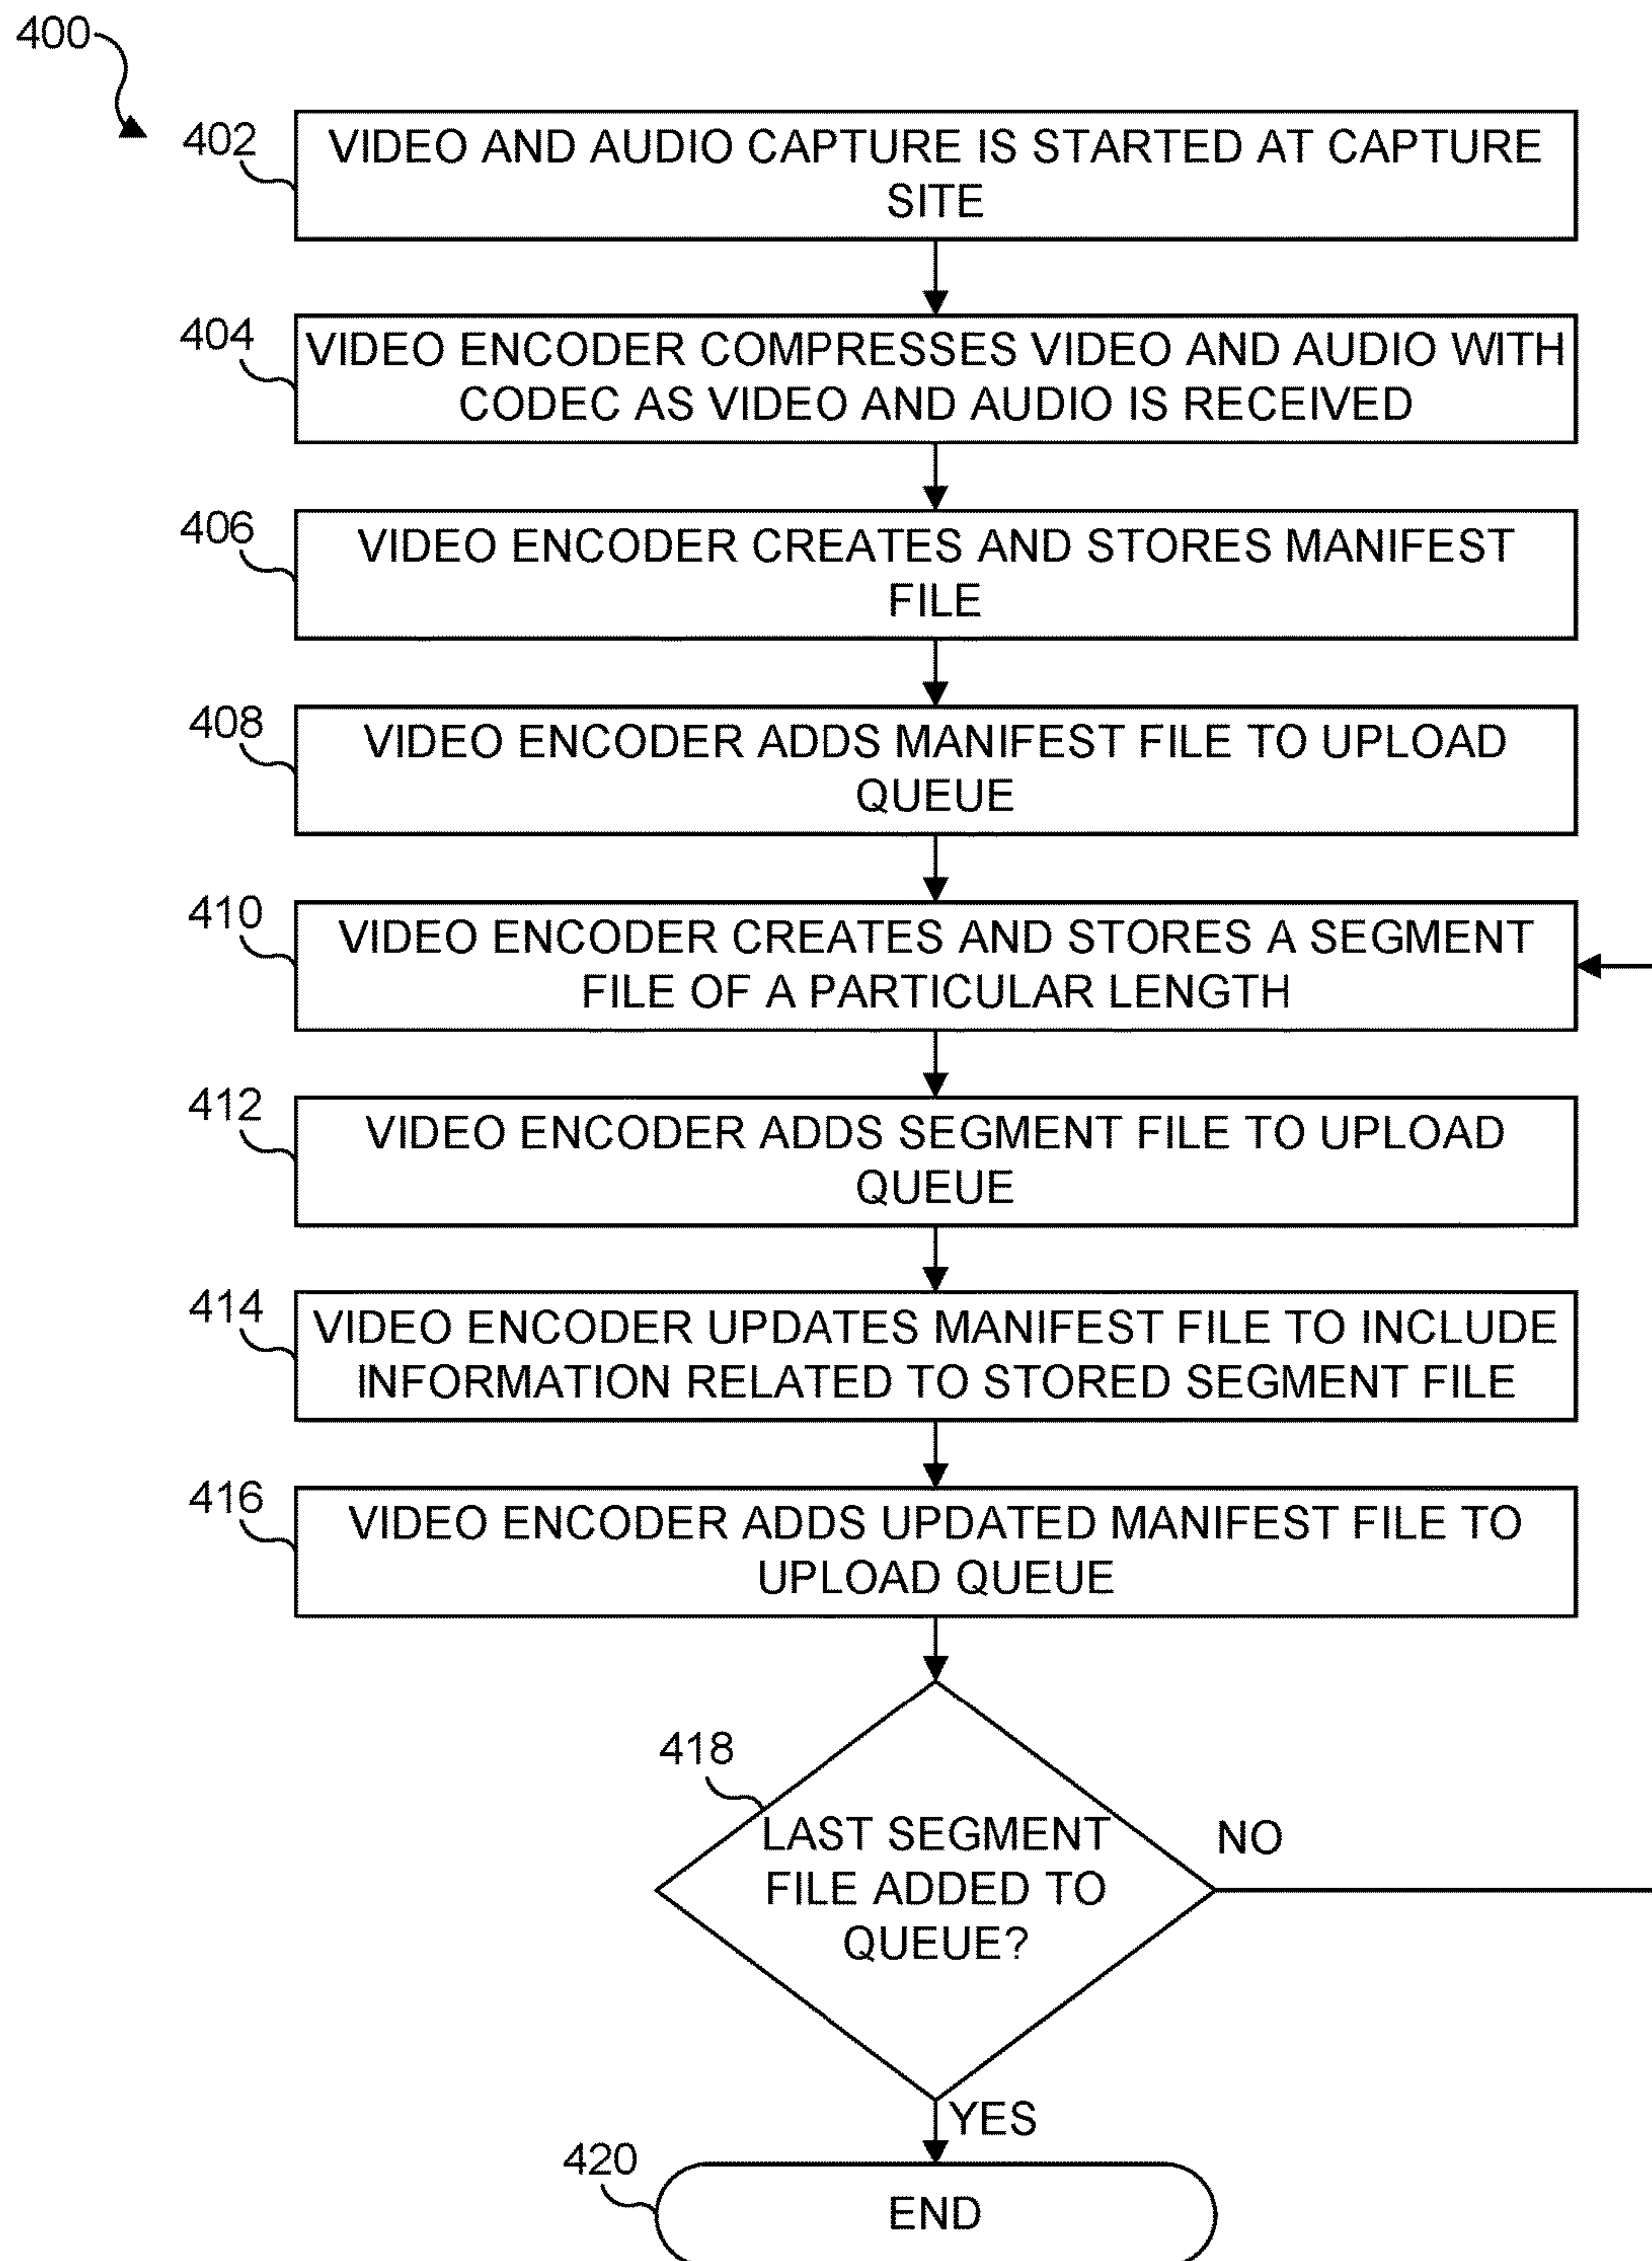 400
402
VIDEO AND AUDIO CAPTURE IS STARTED AT CAPTURE
SITE
404
VIDEO ENCODER COMPRESSES VIDEO AND AUDIO WITH
CODEC AS VIDEO AND AUDIO IS RECEIVED
406
VIDEO ENCODER CREATES AND STORES MANIFEST
FILE
408
VIDEO ENCODER ADDS MANIFEST FILE TO UPLOAD
QUEUE
410
VIDEO ENCODER CREATES AND STORES A SEGMENT
FILE OF A PARTICULAR LENGTH
412
VIDEO ENCODER ADDS SEGMENT FILE TO UPLOAD
QUEUE
414
VIDEO ENCODER UPDATES MANIFEST FILE TO INCLUDE
INFORMATION RELATED TO STORED SEGMENT FILE
416
VIDEO ENCODER ADDS UPDATED MANIFEST FILE TO
UPLOAD QUEUE
418
LAST SEGMENT
FILE ADDED TO
QUEUE?
NO
YES
420
END